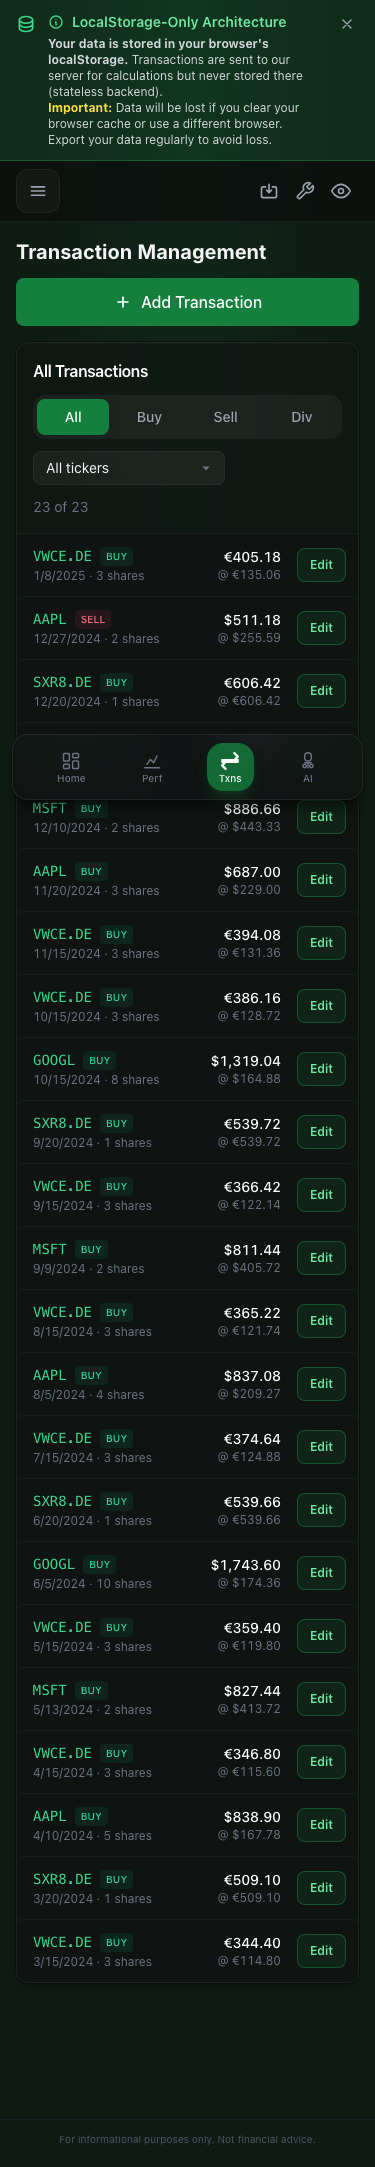 LocalStorage-Only Architecture
Your data is stored in your browser's
localStorage. Transactions are sent to our
server for calculations but never stored there
(stateless backend).
Important: Data will be lost if you clear your
browser cache or use a different browser.
Export your data regularly to avoid loss.
Transaction Management
+ Add Transaction
All Transactions
All Buy Sell Div
All tickers
23 of 23
VWCE.DE BUY €405.18 Edit
1/8/2025 · 3 shares @ €135.06
AAPL SELL $511.18 Edit
12/27/2024 · 2 shares @ $255.59
SXR8.DE BUY €606.42 Edit
12/20/2024 · 1 shares @ €606.42
Home Perf Txns AI
MSFT BUY $886.66 Edit
12/10/2024 · 2 shares @ $443.33
AAPL BUY $687.00 Edit
11/20/2024 · 3 shares @ $229.00
VWCE.DE BUY €394.08 Edit
11/15/2024 · 3 shares @ €131.36
VWCE.DE BUY €386.16 Edit
10/15/2024 · 3 shares @ €128.72
GOOGL BUY $1,319.04 Edit
10/15/2024 · 8 shares @ $164.88
SXR8.DE BUY €539.72 Edit
9/20/2024 · 1 shares @ €539.72
VWCE.DE BUY €366.42 Edit
9/15/2024 · 3 shares @ €122.14
MSFT BUY $811.44 Edit
9/9/2024 · 2 shares @ $405.72
VWCE.DE BUY €365.22 Edit
8/15/2024 · 3 shares @ €121.74
AAPL BUY $837.08 Edit
8/5/2024 · 4 shares @ $209.27
VWCE.DE BUY €374.64 Edit
7/15/2024 · 3 shares @ €124.88
SXR8.DE BUY €539.66 Edit
6/20/2024 · 1 shares @ €539.66
GOOGL BUY $1,743.60 Edit
6/5/2024 · 10 shares @ $174.36
VWCE.DE BUY €359.40 Edit
5/15/2024 · 3 shares @ €119.80
MSFT BUY $827.44 Edit
5/13/2024 · 2 shares @ $413.72
VWCE.DE BUY €346.80 Edit
4/15/2024 · 3 shares @ €115.60
AAPL BUY $838.90 Edit
4/10/2024 · 5 shares @ $167.78
SXR8.DE BUY €509.10 Edit
3/20/2024 · 1 shares @ €509.10
VWCE.DE BUY €344.40 Edit
3/15/2024 · 3 shares @ €114.80
For informational purposes only. Not financial advice.